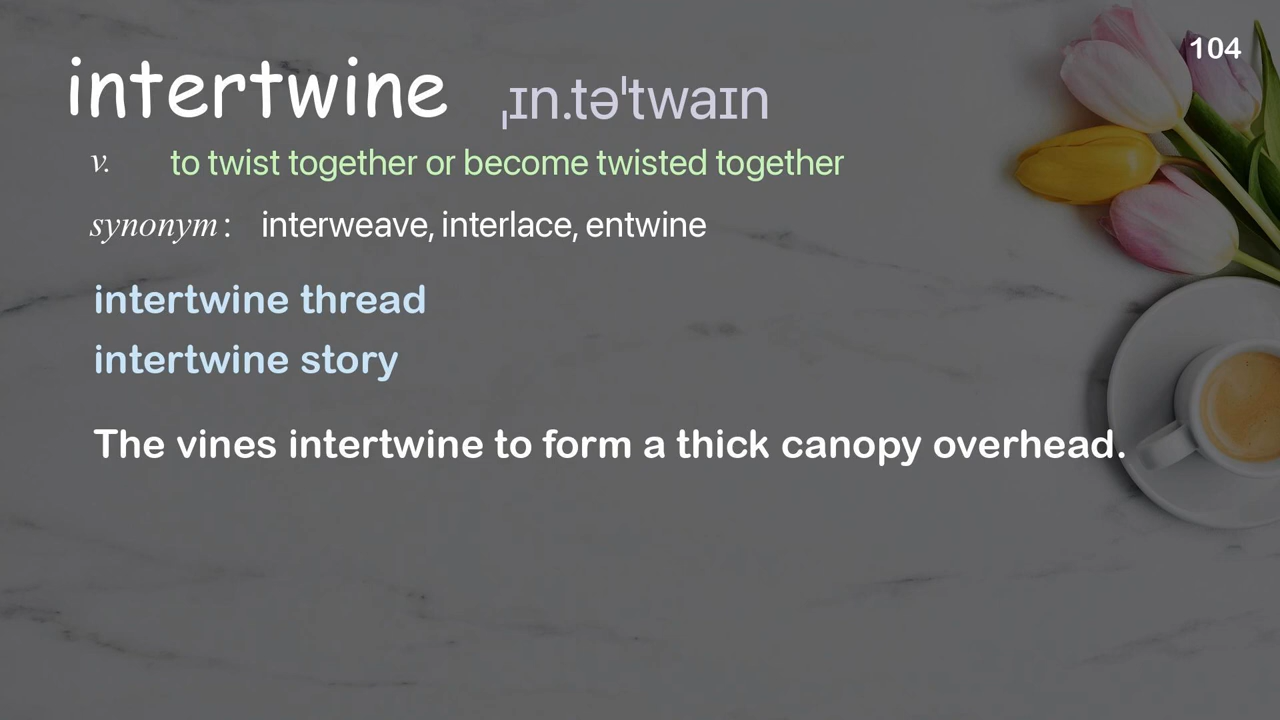 104
intertwine ˌɪn.təˈtwaɪn
v. to twist together or become twisted together
synonym: interweave, interlace, entwine
intertwine thread
intertwine story
The vines intertwine to form a thick canopy overhead.